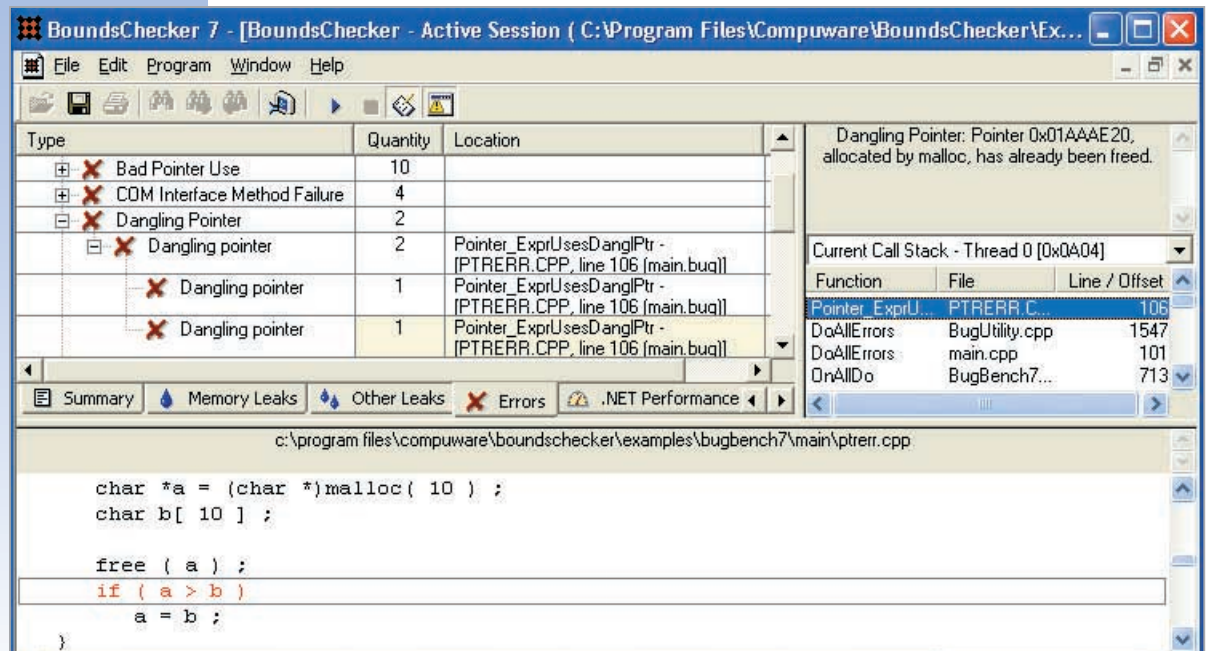 BoundsChecker 7 - [BoundsChecker - Active Session ( C:\Program Files\Compuware\BoundsChecker\Ex...
File Edit Program Window Help
Type Quantity Location
Bad Pointer Use 10
COM Interface Method Failure 4
Dangling Pointer 2
Dangling pointer 2 Pointer_ExprUsesDanglPtr -
[PTRERR.CPP, line 106 (main.bug)]
Dangling pointer 1 Pointer_ExprUsesDanglPtr -
[PTRERR.CPP, line 106 (main.bug)]
Dangling pointer 1 Pointer_ExprUsesDanglPtr -
[PTRERR.CPP, line 106 (main.bug)]
Summary Memory Leaks Other Leaks Errors .NET Performance
Dangling Pointer: Pointer 0x01AAAE20,
allocated by malloc, has already been freed.
Current Call Stack - Thread 0 [0x0A04]
Function File Line / Offset
Pointer_ExprU... PTRERR.C... 106
DoAllErrors BugUtility.cpp 1547
DoAllErrors main.cpp 101
OnAllDo BugBench7... 713
c:\program files\compuware\boundschecker\examples\bugbench7\main\ptrerr.cpp
char *a = (char *)malloc( 10 ) ;
char b[ 10 ] ;
free ( a ) ;
if ( a > b )
a = b ;
}